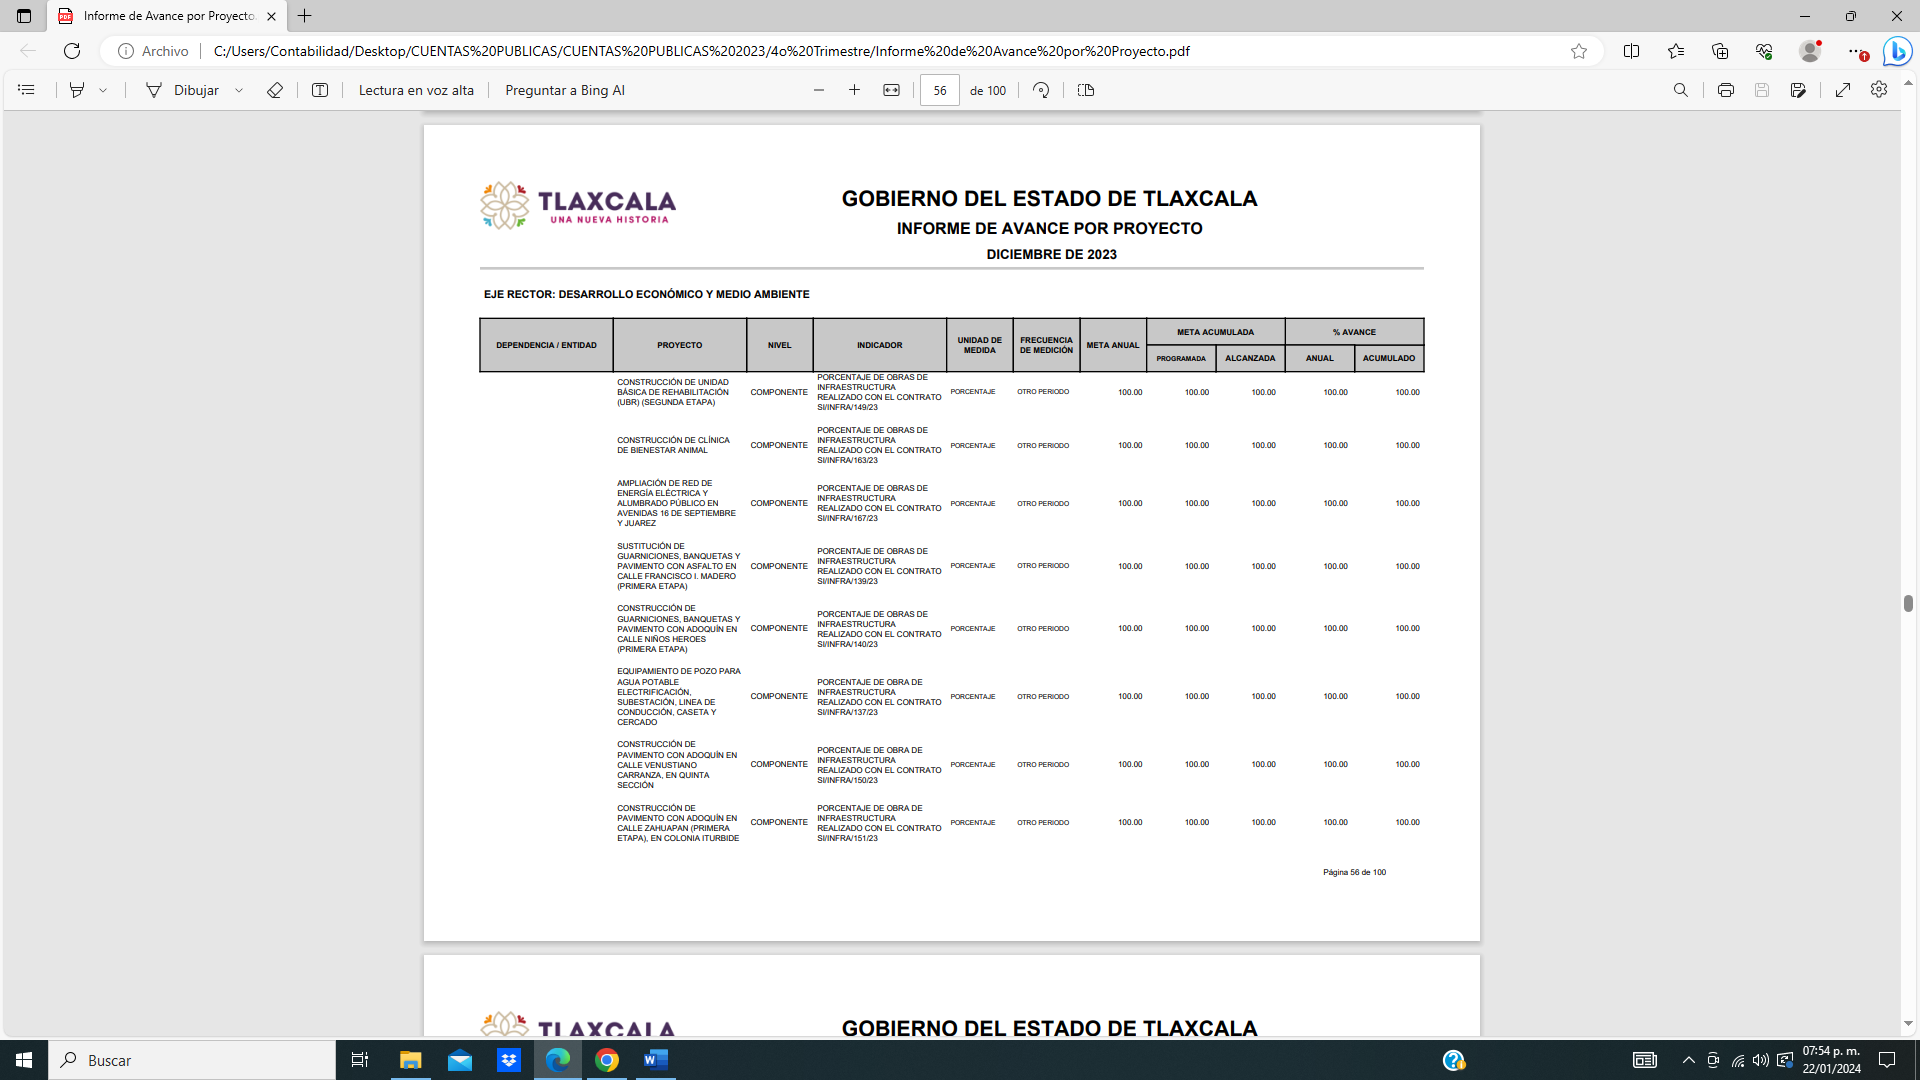 Informe de Avance por Proyecto.
Archivo
C:/Users/Contabilidad/Desktop/CUENTAS%20PUBLICAS/CUENTAS%20PUBLICAS%202023/4o%20Trimestre/Informe%20de%20Avance%20por%20Proyecto.pdf
Dibujar
Lectura en voz alta
Preguntar a Bing AI
56 de 100
TLAXCALA
UNA NUEVA HISTORIA
GOBIERNO DEL ESTADO DE TLAXCALA
INFORME DE AVANCE POR PROYECTO
DICIEMBRE DE 2023
EJE RECTOR: DESARROLLO ECONÓMICO Y MEDIO AMBIENTE
DEPENDENCIA / ENTIDAD
PROYECTO
NIVEL
INDICADOR
UNIDAD DE
MEDIDA
FRECUENCIA
DE MEDICIÓN
META ANUAL
META ACUMULADA
PROGRAMADA
ALCANZADA
% AVANCE
ANUAL
ACUMULADO
CONSTRUCCIÓN DE UNIDAD
BÁSICA DE REHABILITACIÓN
(UBR) (SEGUNDA ETAPA)
COMPONENTE
PORCENTAJE DE OBRAS DE
INFRAESTRUCTURA
REALIZADO CON EL CONTRATO
SI/INFRA/149/23
PORCENTAJE
OTRO PERIODO
100.00 100.00 100.00 100.00 100.00
CONSTRUCCIÓN DE CLÍNICA
DE BIENESTAR ANIMAL
COMPONENTE
PORCENTAJE DE OBRAS DE
INFRAESTRUCTURA
REALIZADO CON EL CONTRATO
SI/INFRA/163/23
PORCENTAJE
OTRO PERIODO
100.00 100.00 100.00 100.00 100.00
AMPLIACIÓN DE RED DE
ENERGÍA ELÉCTRICA Y
ALUMBRADO PÚBLICO EN
AVENIDAS 16 DE SEPTIEMBRE
Y JUAREZ
COMPONENTE
PORCENTAJE DE OBRAS DE
INFRAESTRUCTURA
REALIZADO CON EL CONTRATO
SI/INFRA/167/23
PORCENTAJE
OTRO PERIODO
100.00 100.00 100.00 100.00 100.00
SUSTITUCIÓN DE
GUARNICIONES, BANQUETAS Y
PAVIMENTO CON ASFALTO EN
CALLE FRANCISCO I. MADERO
(PRIMERA ETAPA)
COMPONENTE
PORCENTAJE DE OBRAS DE
INFRAESTRUCTURA
REALIZADO CON EL CONTRATO
SI/INFRA/139/23
PORCENTAJE
OTRO PERIODO
100.00 100.00 100.00 100.00 100.00
CONSTRUCCIÓN DE
GUARNICIONES, BANQUETAS Y
PAVIMENTO CON ADOQUÍN EN
CALLE NIÑOS HEROES
(PRIMERA ETAPA)
COMPONENTE
PORCENTAJE DE OBRAS DE
INFRAESTRUCTURA
REALIZADO CON EL CONTRATO
SI/INFRA/140/23
PORCENTAJE
OTRO PERIODO
100.00 100.00 100.00 100.00 100.00
EQUIPAMIENTO DE POZO PARA
AGUA POTABLE
ELECTRIFICACIÓN,
SUBESTACIÓN, LINEA DE
CONDUCCIÓN, CASETA Y
CERCADO
COMPONENTE
PORCENTAJE DE OBRA DE
INFRAESTRUCTURA
REALIZADO CON EL CONTRATO
SI/INFRA/137/23
PORCENTAJE
OTRO PERIODO
100.00 100.00 100.00 100.00 100.00
CONSTRUCCIÓN DE
PAVIMENTO CON ADOQUÍN EN
CALLE VENUSTIANO
CARRANZA, EN QUINTA
SECCIÓN
COMPONENTE
PORCENTAJE DE OBRA DE
INFRAESTRUCTURA
REALIZADO CON EL CONTRATO
SI/INFRA/150/23
PORCENTAJE
OTRO PERIODO
100.00 100.00 100.00 100.00 100.00
CONSTRUCCIÓN DE
PAVIMENTO CON ADOQUÍN EN
CALLE ZAHUAPAN (PRIMERA
ETAPA), EN COLONIA ITURBIDE
COMPONENTE
PORCENTAJE DE OBRA DE
INFRAESTRUCTURA
REALIZADO CON EL CONTRATO
SI/INFRA/151/23
PORCENTAJE
OTRO PERIODO
100.00 100.00 100.00 100.00 100.00
Página 56 de 100
TLAXCALA
GOBIERNO DEL ESTADO DE TLAXCALA
Buscar
07:54 p. m.
22/01/2024